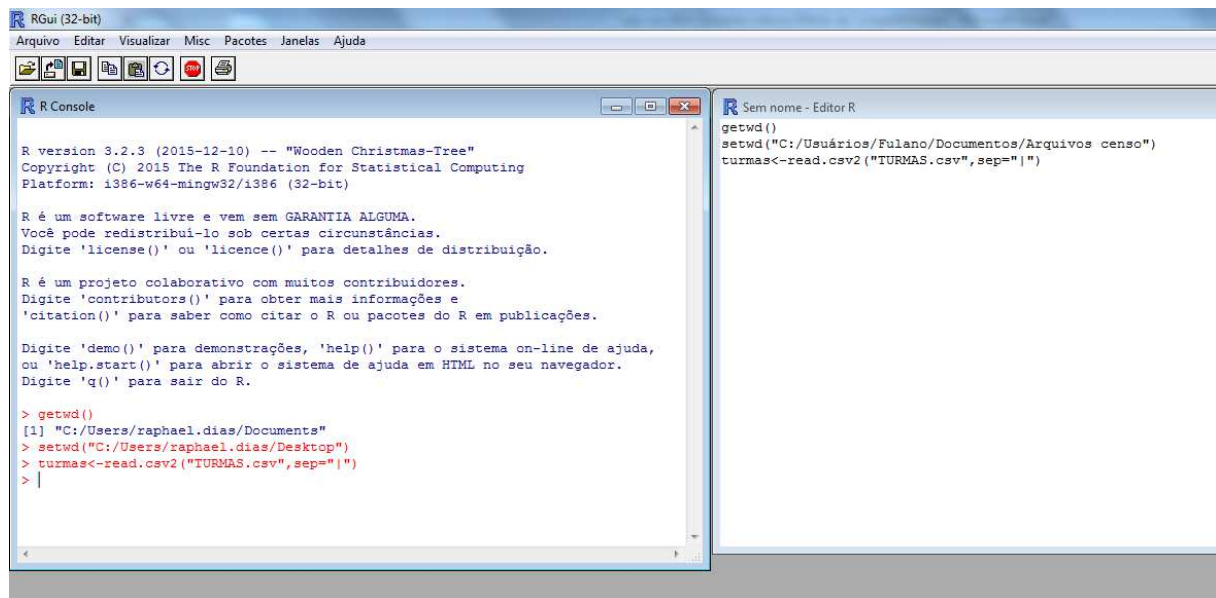 RGui (32-bit)
Arquivo Editar Visualizar Misc Pacotes Janelas Ajuda
STOP
R Console
R version 3.2.3 (2015-12-10) -- "Wooden Christmas-Tree"
Copyright (C) 2015 The R Foundation for Statistical Computing
Platform: i386-w64-mingw32/i386 (32-bit)
R é um software livre e vem sem GARANTIA ALGUMA.
Você pode redistribuí-lo sob certas circunstâncias.
Digite 'license()' ou 'licence()' para detalhes de distribuição.
R é um projeto colaborativo com muitos contribuidores.
Digite 'contributors()' para obter mais informações e
'citation()' para saber como citar o R ou pacotes do R em publicações.
Digite 'demo()' para demonstrações, 'help()' para o sistema on-line de ajuda,
ou 'help.start()' para abrir o sistema de ajuda em HTML no seu navegador.
Digite 'q()' para sair do R.
> getwd()
[1] "C:/Users/raphael.dias/Documents"
> setwd("C:/Users/raphael.dias/Desktop")
> turmas<-read.csv2("TURMAS.csv",sep="|")
>
Sem nome - Editor R
getwd()
setwd("C:/Usuários/Fulano/Documentos/Arquivos censo")
turmas<-read.csv2("TURMAS.csv",sep="|")